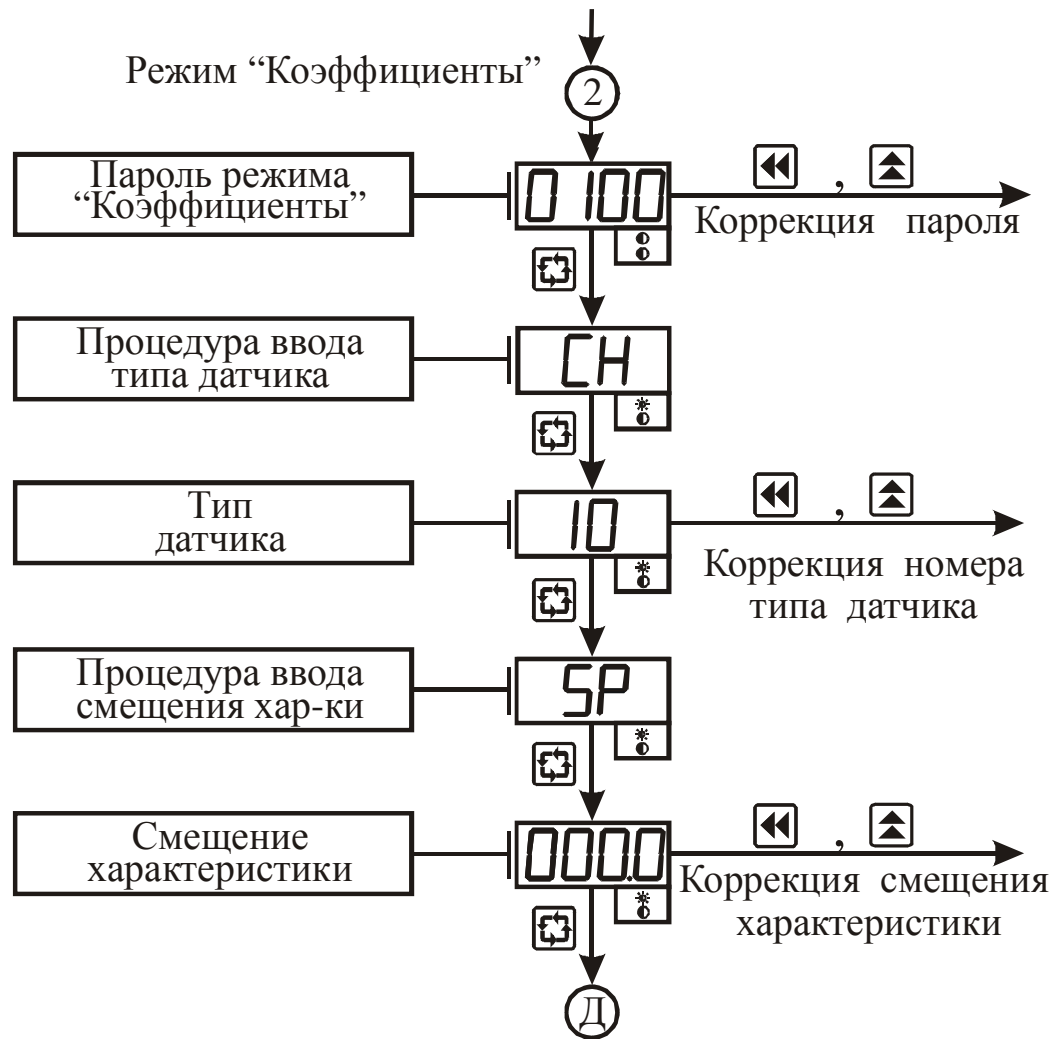 Режим “Коэффициенты”
2
Пароль режима
“Коэффициенты”
0100
,
Коррекция пароля
Процедура ввода
типа датчика
CH
Тип
датчика
10
,
Коррекция номера
типа датчика
Процедура ввода
смещения хар-ки
SP
Смещение
характеристики
000.0
,
Коррекция смещения
характеристики
Д